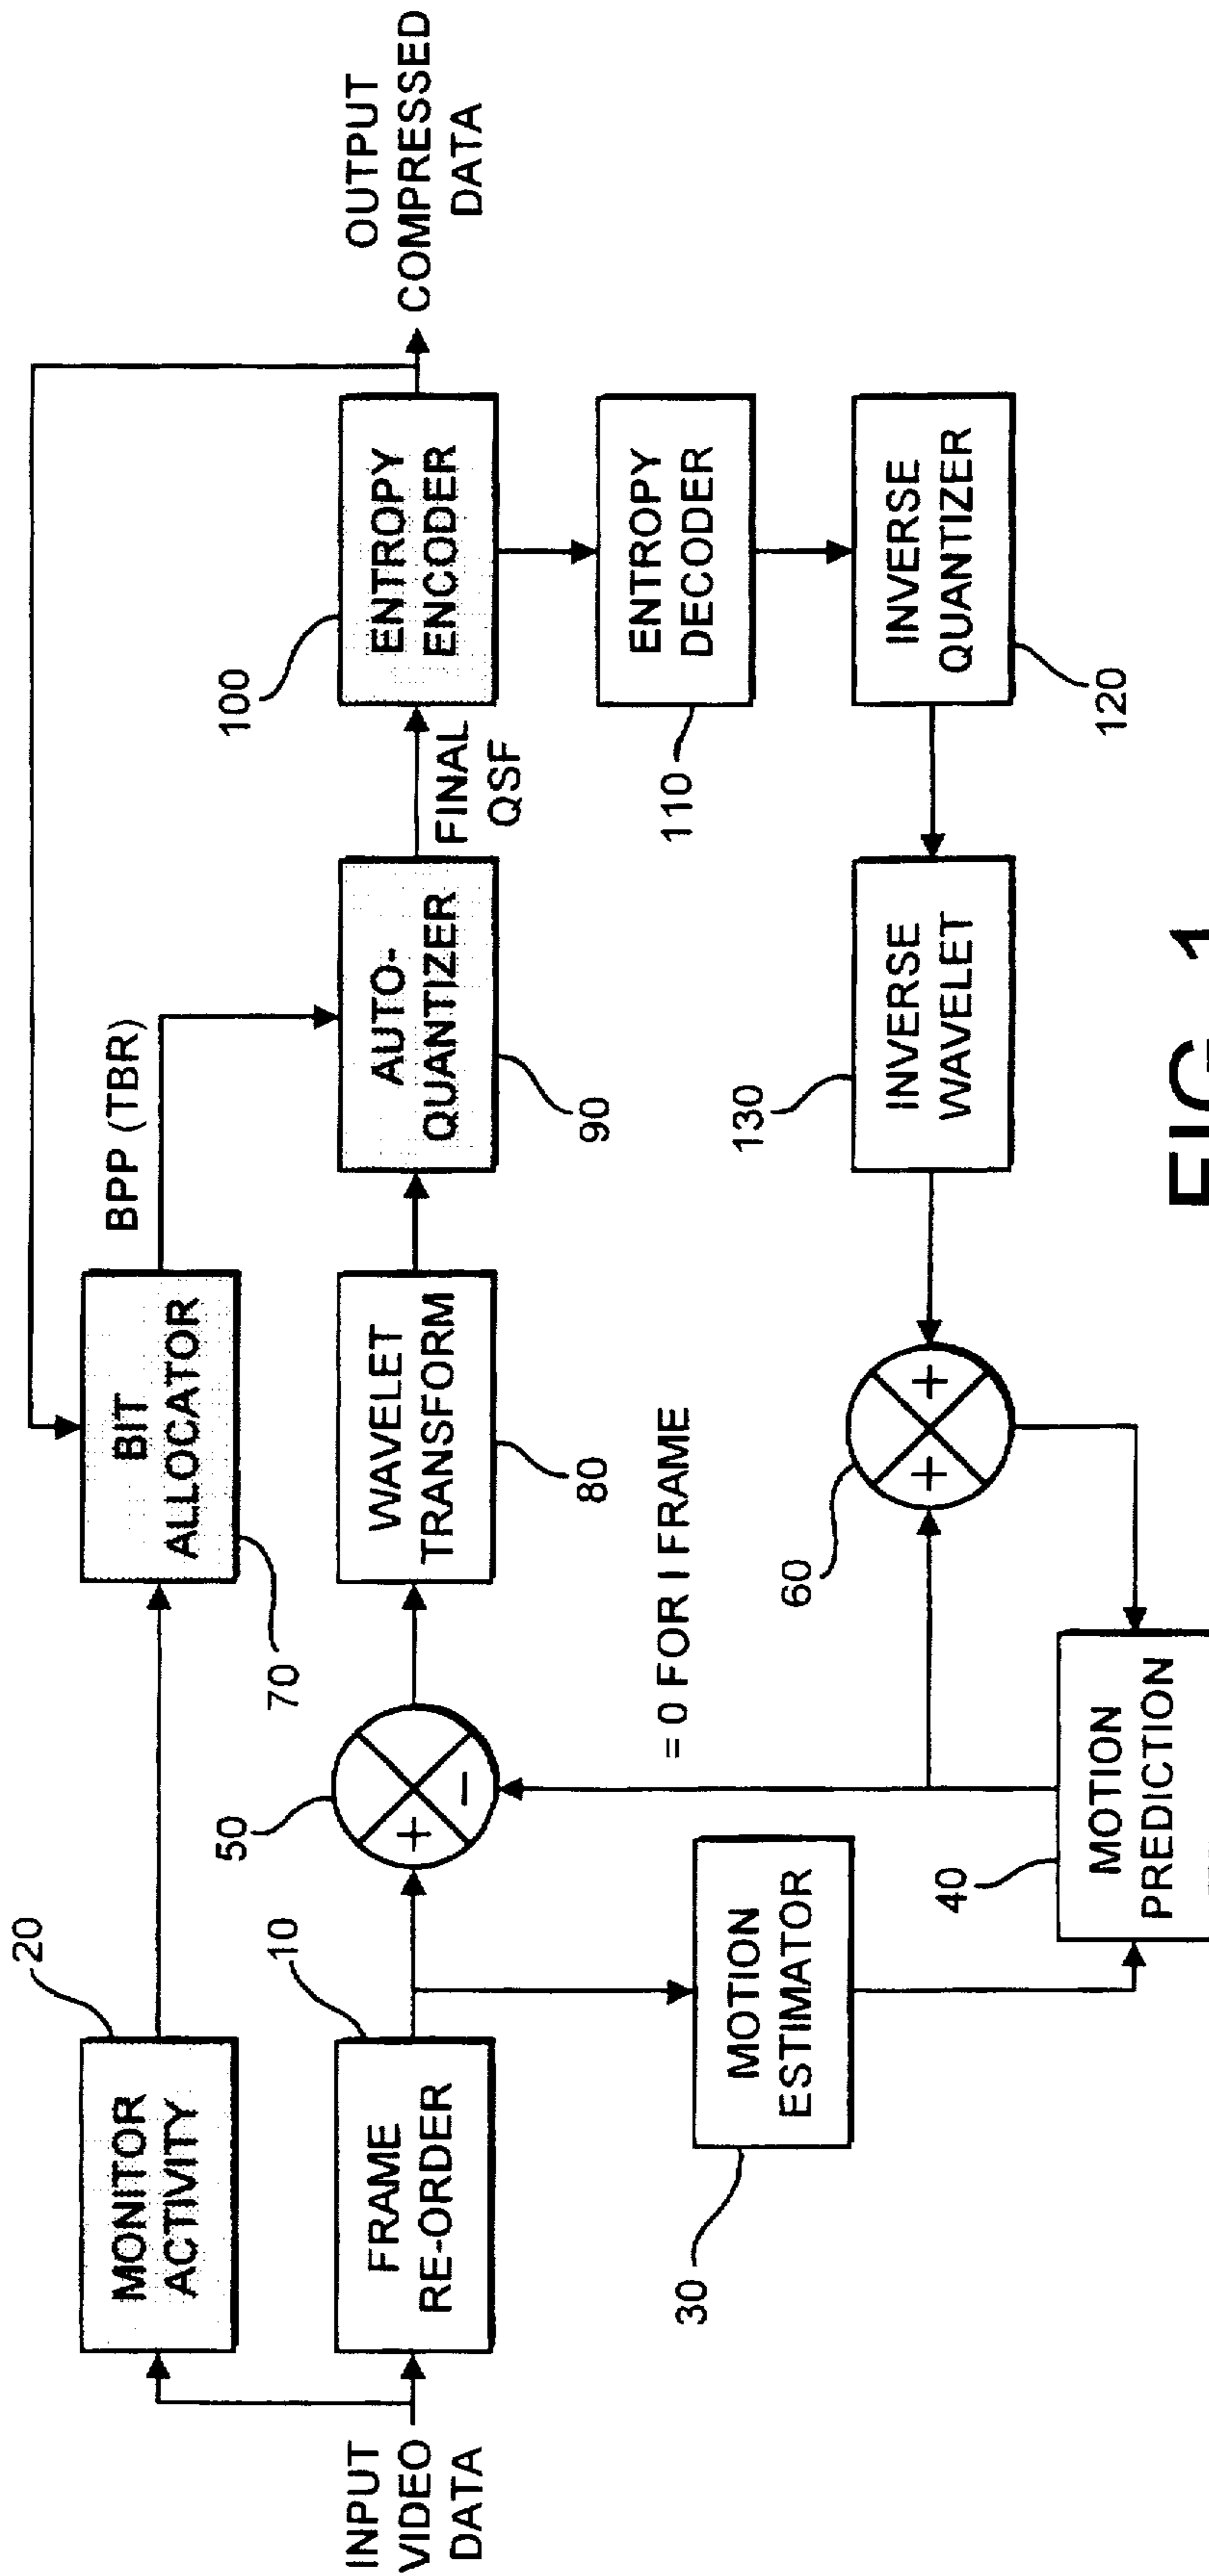 INPUT
VIDEO
DATA
20
MONITOR
ACTIVITY
10
FRAME
RE-ORDER
30
MOTION
ESTIMATOR
40
MOTION
PREDICTION
50
+
−
= 0 FOR I FRAME
60
+
+
70
BIT
ALLOCATOR
BPP (TBR)
WAVELET
TRANSFORM
80
AUTO-
QUANTIZER
90
FINAL
QSF
100
ENTROPY
ENCODER
OUTPUT
COMPRESSED
DATA
110
ENTROPY
DECODER
INVERSE
QUANTIZER
120
130
INVERSE
WAVELET
FIG. 1